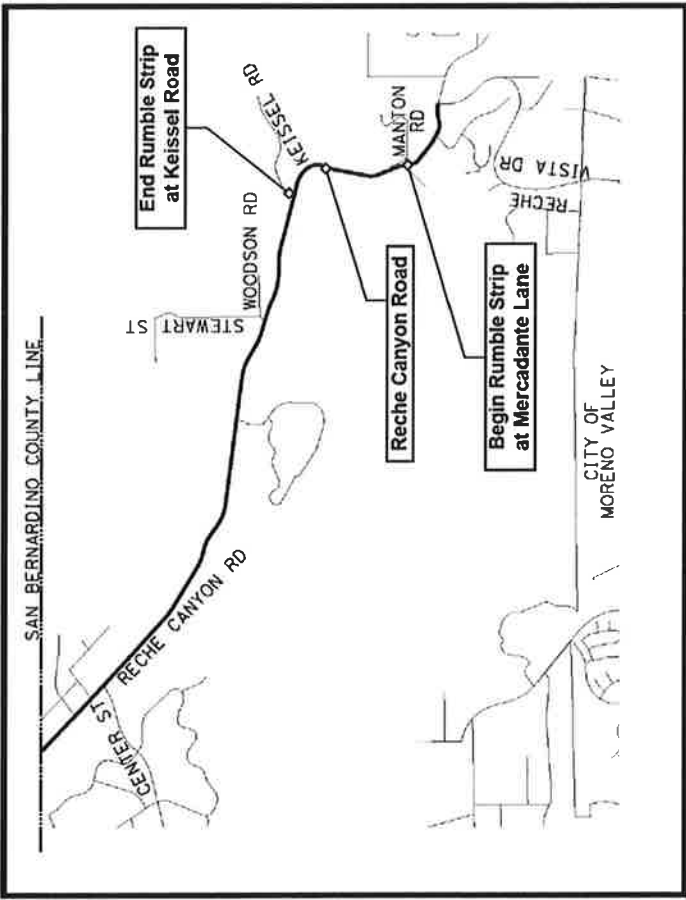 SAN BERNARDINO COUNTY LINE
End Rumble Strip
at Keissel Road
KEISSEL RD
WOODSON RD
STEWART ST
MANTON
RD
VISTA DR
RECHE
Reche Canyon Road
Begin Rumble Strip
at Mercadante Lane
RECHE CANYON RD
CENTER ST
CITY OF
MORENO VALLEY